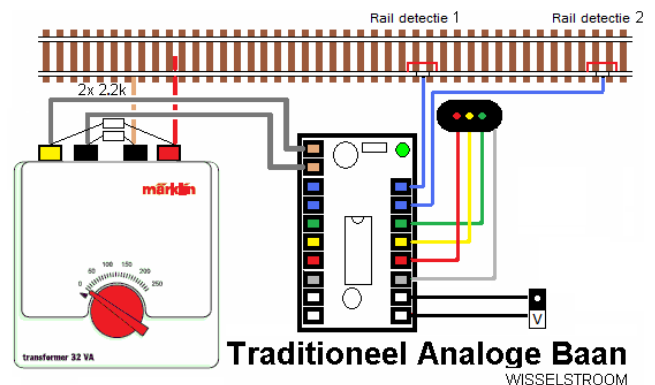 Rail detectie 1
Rail detectie 2
2x 2.2k
märklin
0
50
100
150
200
250
transformer 32 VA
V
Traditioneel Analoge Baan
WISSELSTROOM